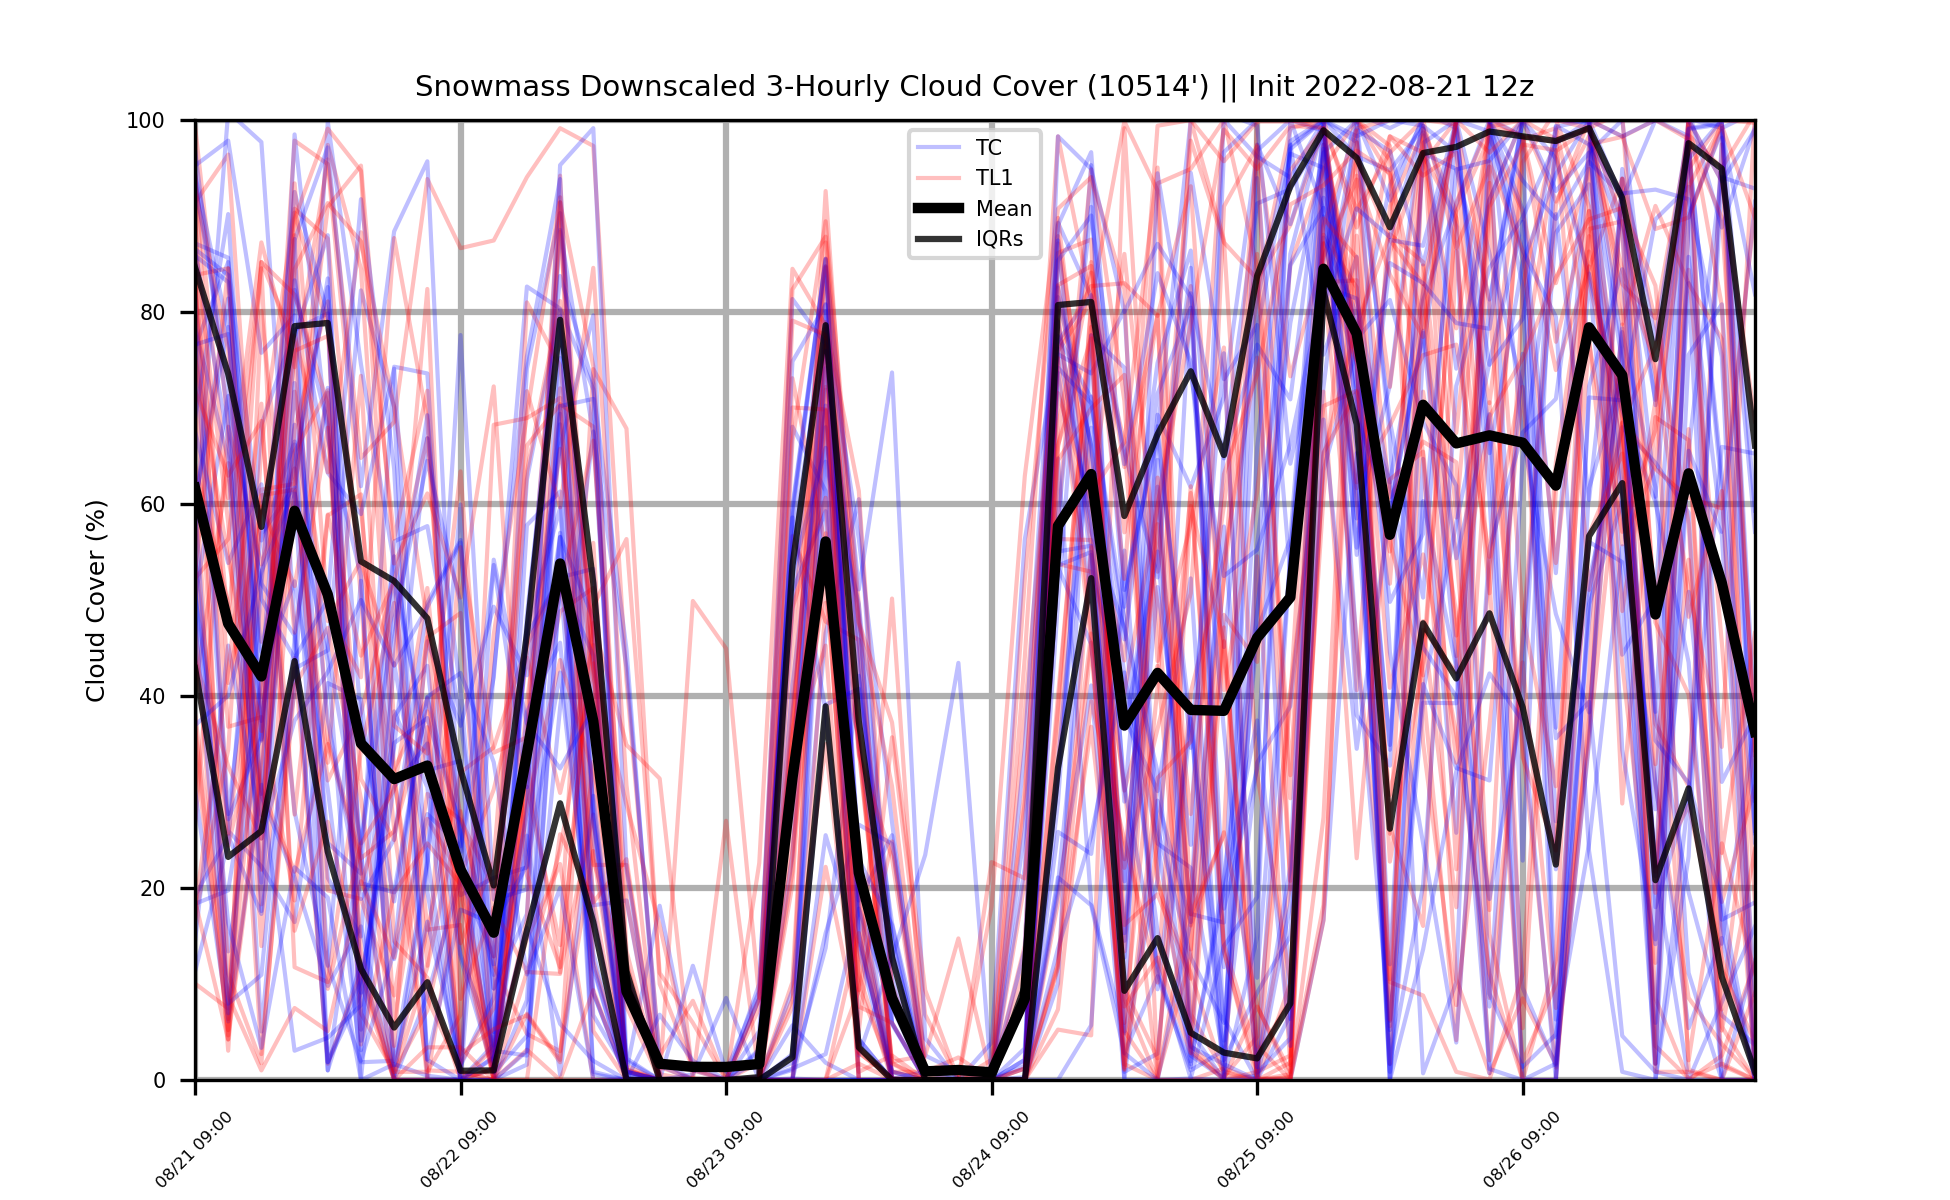 Snowmass Downscaled 3-Hourly Cloud Cover (10514') || Init 2022-08-21 12z
TC
TL1
Mean
IQRs
Cloud Cover (%)
100
80
60
40
20
0
08/21 09:00
08/22 09:00
08/23 09:00
08/24 09:00
08/25 09:00
08/26 09:00